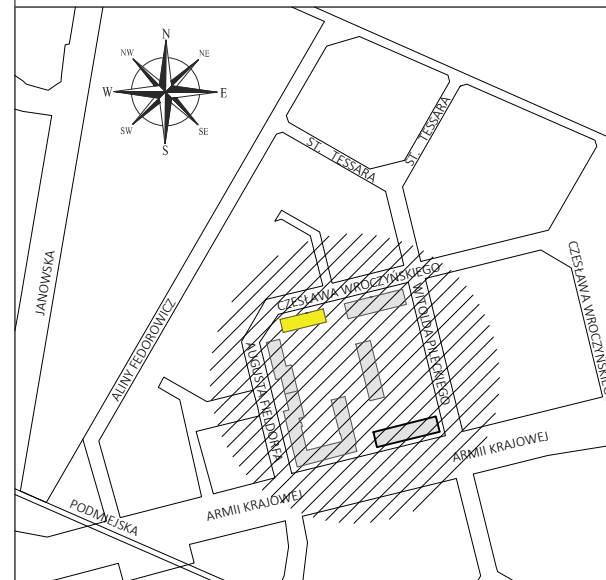 N
NW
NE
W
E
SW
SE
S
ST. TESSARA
ST. TESSARA
JANOWSKA
ALINY FEDOROWICZ
CZESŁAWA WROCZYŃSKIEGO
CZESŁAWA WROCZYŃSKIEGO
WITOLDA PILECKIEGO
AUGUSTA FIELDORFA
ARMII KRAJOWEJ
ARMII KRAJOWEJ
PODMIEJSKA